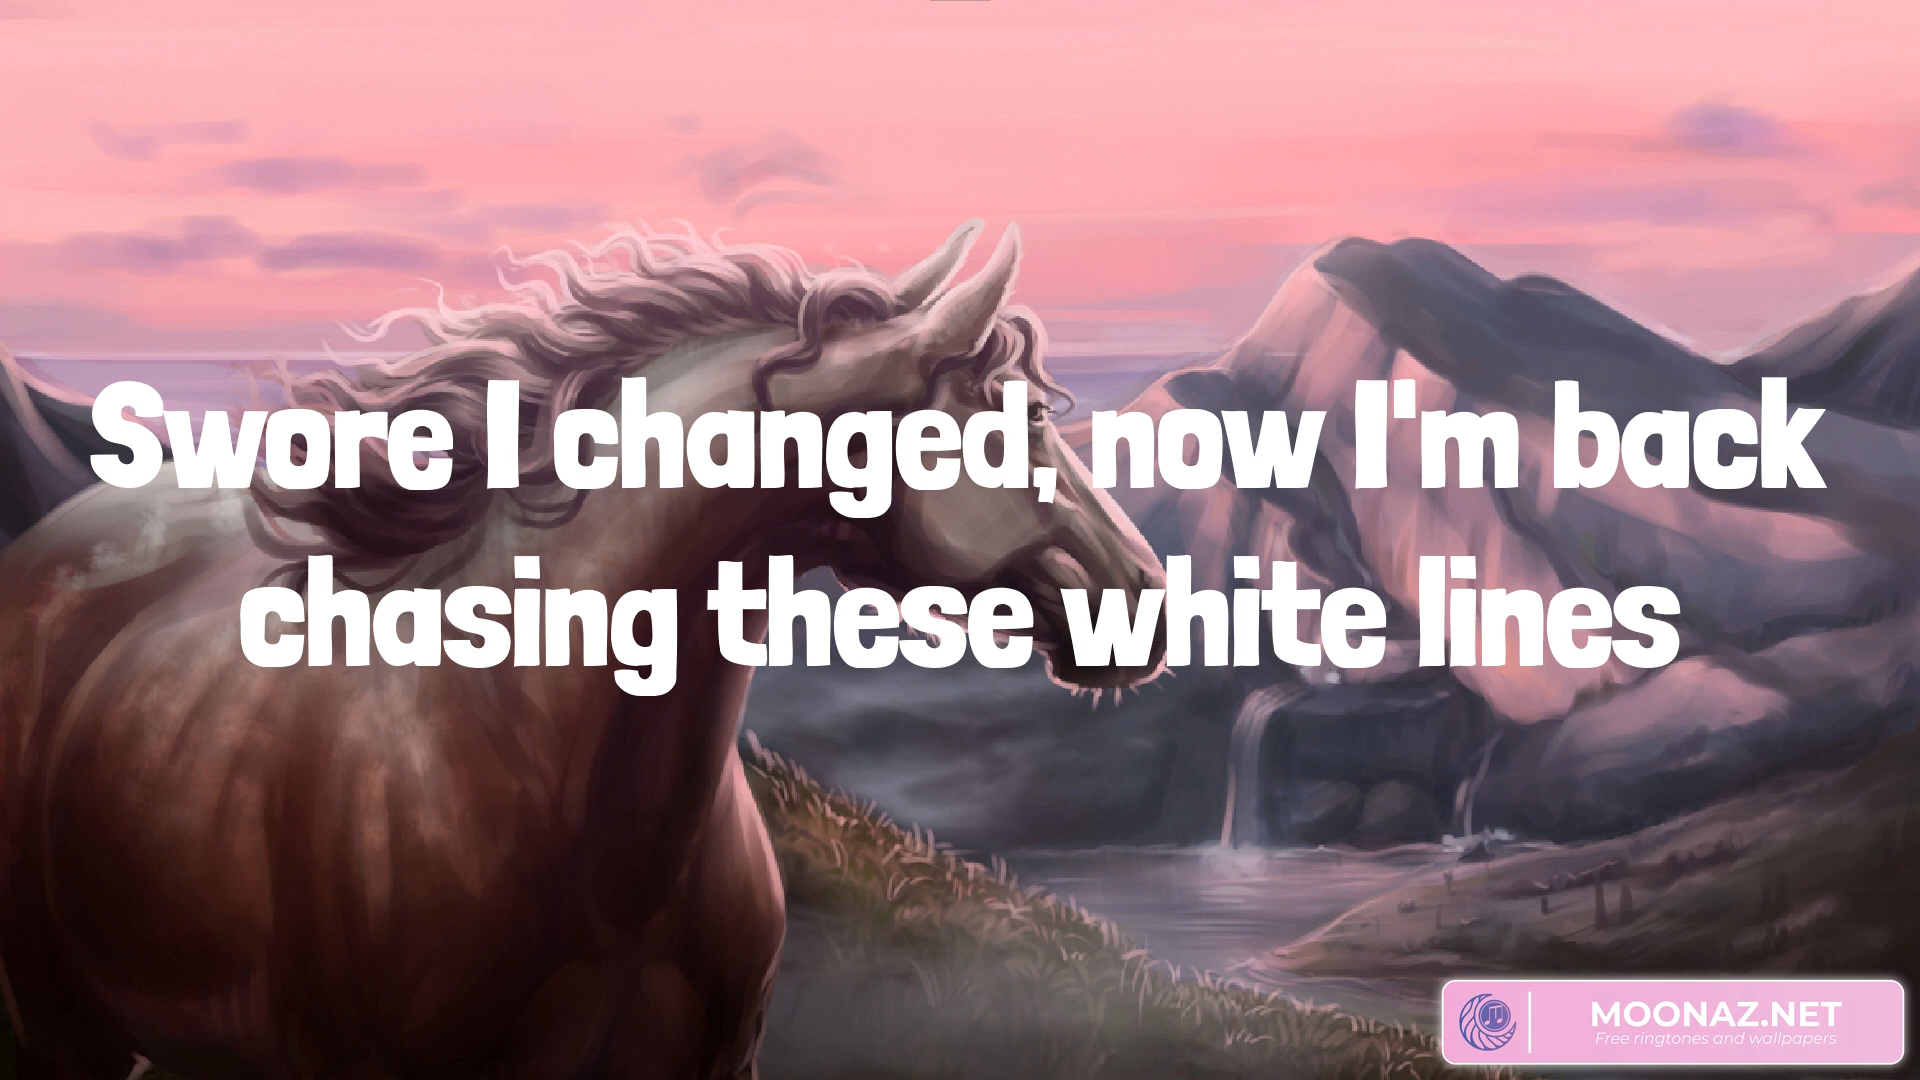 Swore I changed, now I'm back
chasing these white lines
MOONAZ.NET
Free ringtones and wallpapers